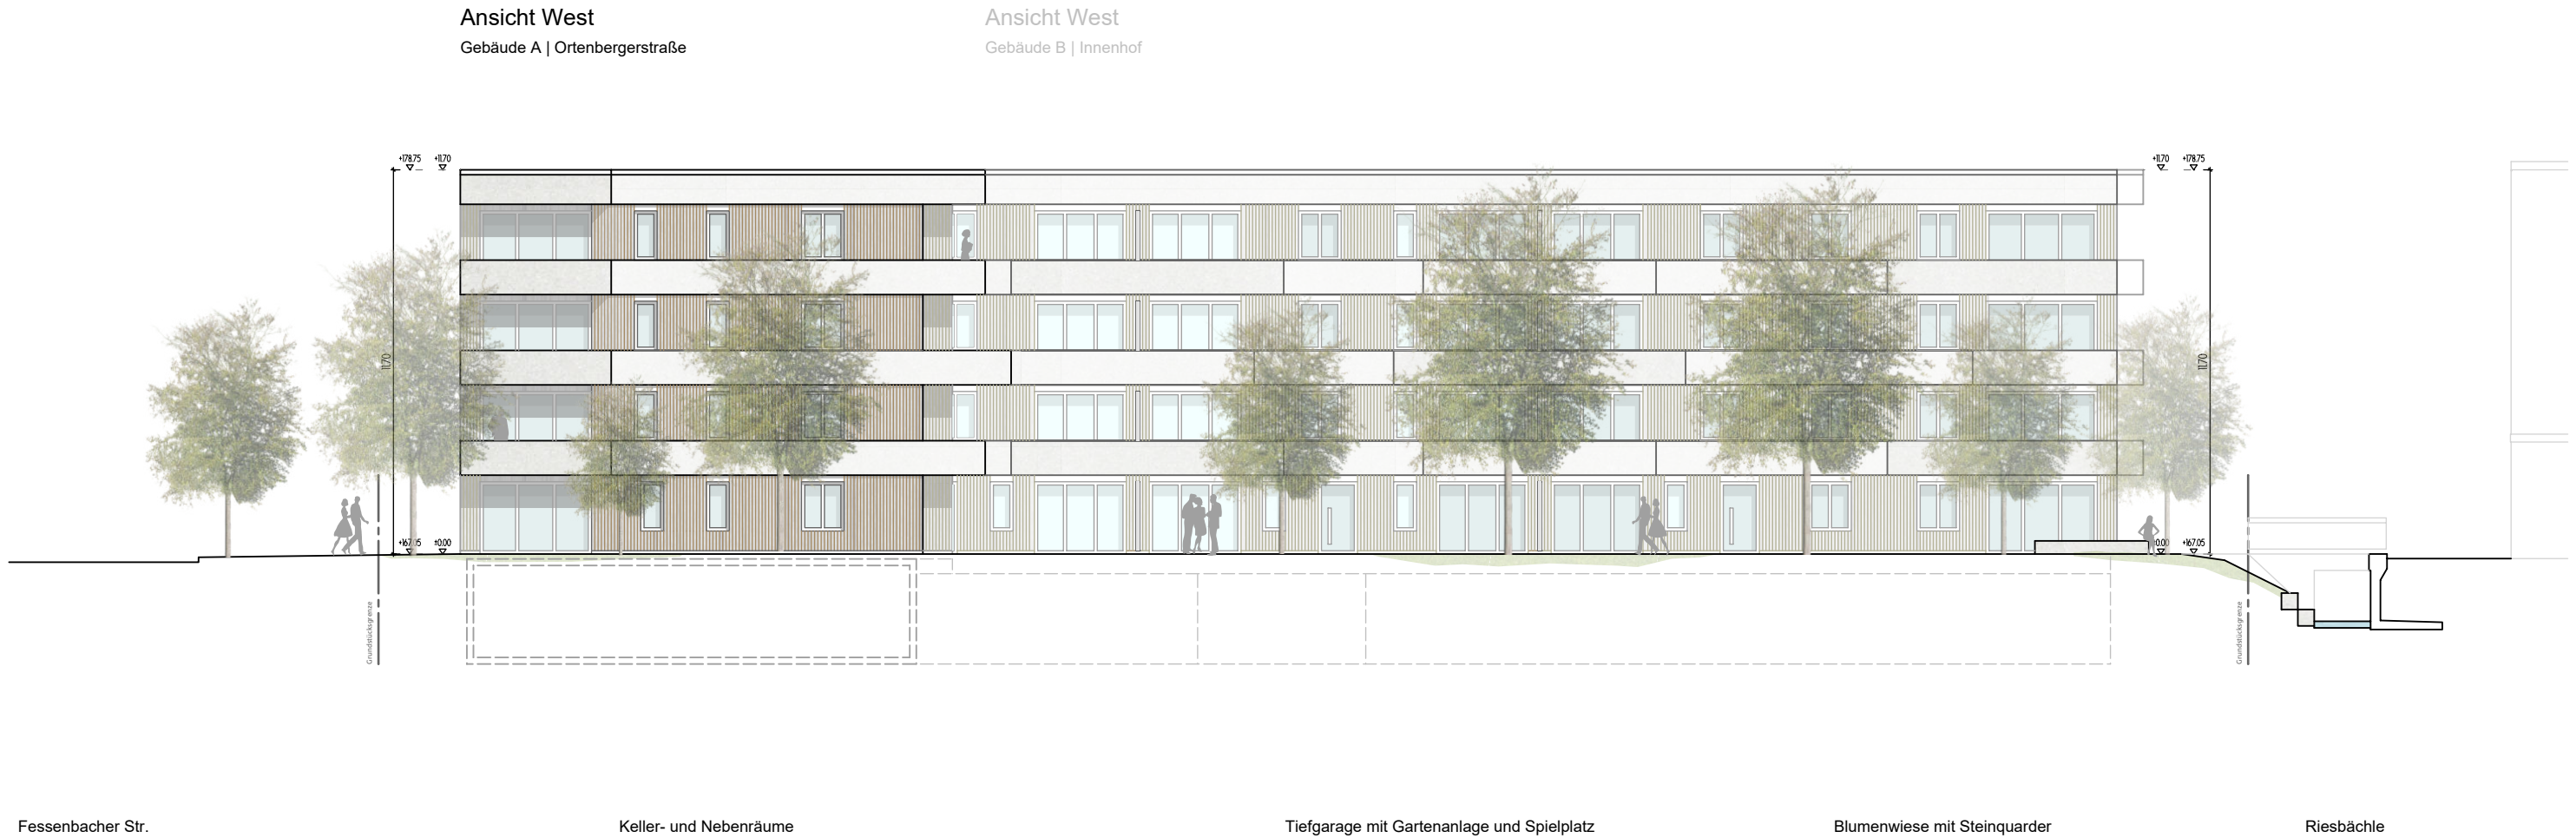 Ansicht West
Gebäude A | Ortenbergerstraße
Ansicht West
Gebäude B | Innenhof
+178.75 +11.70
+11.70 +178.75
11.70
11.70
+167.05 ±0.00
±0.00 +167.05
Grundstücksgrenze
Grundstücksgrenze
Fessenbacher Str.
Keller- und Nebenräume
Tiefgarage mit Gartenanlage und Spielplatz
Blumenwiese mit Steinquarder
Riesbächle